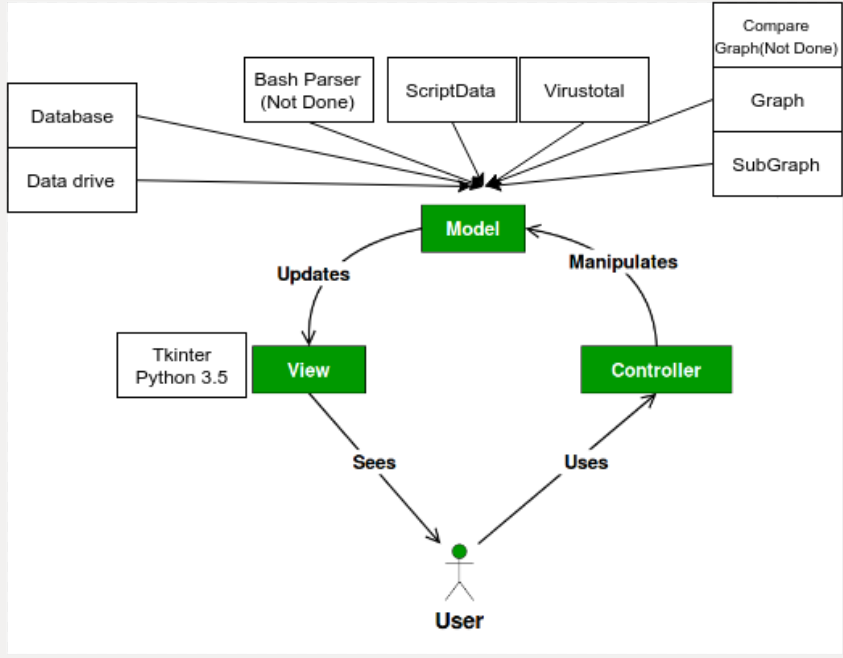 Compare
Graph(Not Done)
Bash Parser
(Not Done)
ScriptData
Virustotal
Graph
Database
SubGraph
Data drive
Model
Updates
Manipulates
Tkinter
Python 3.5
View
Controller
Sees
Uses
User